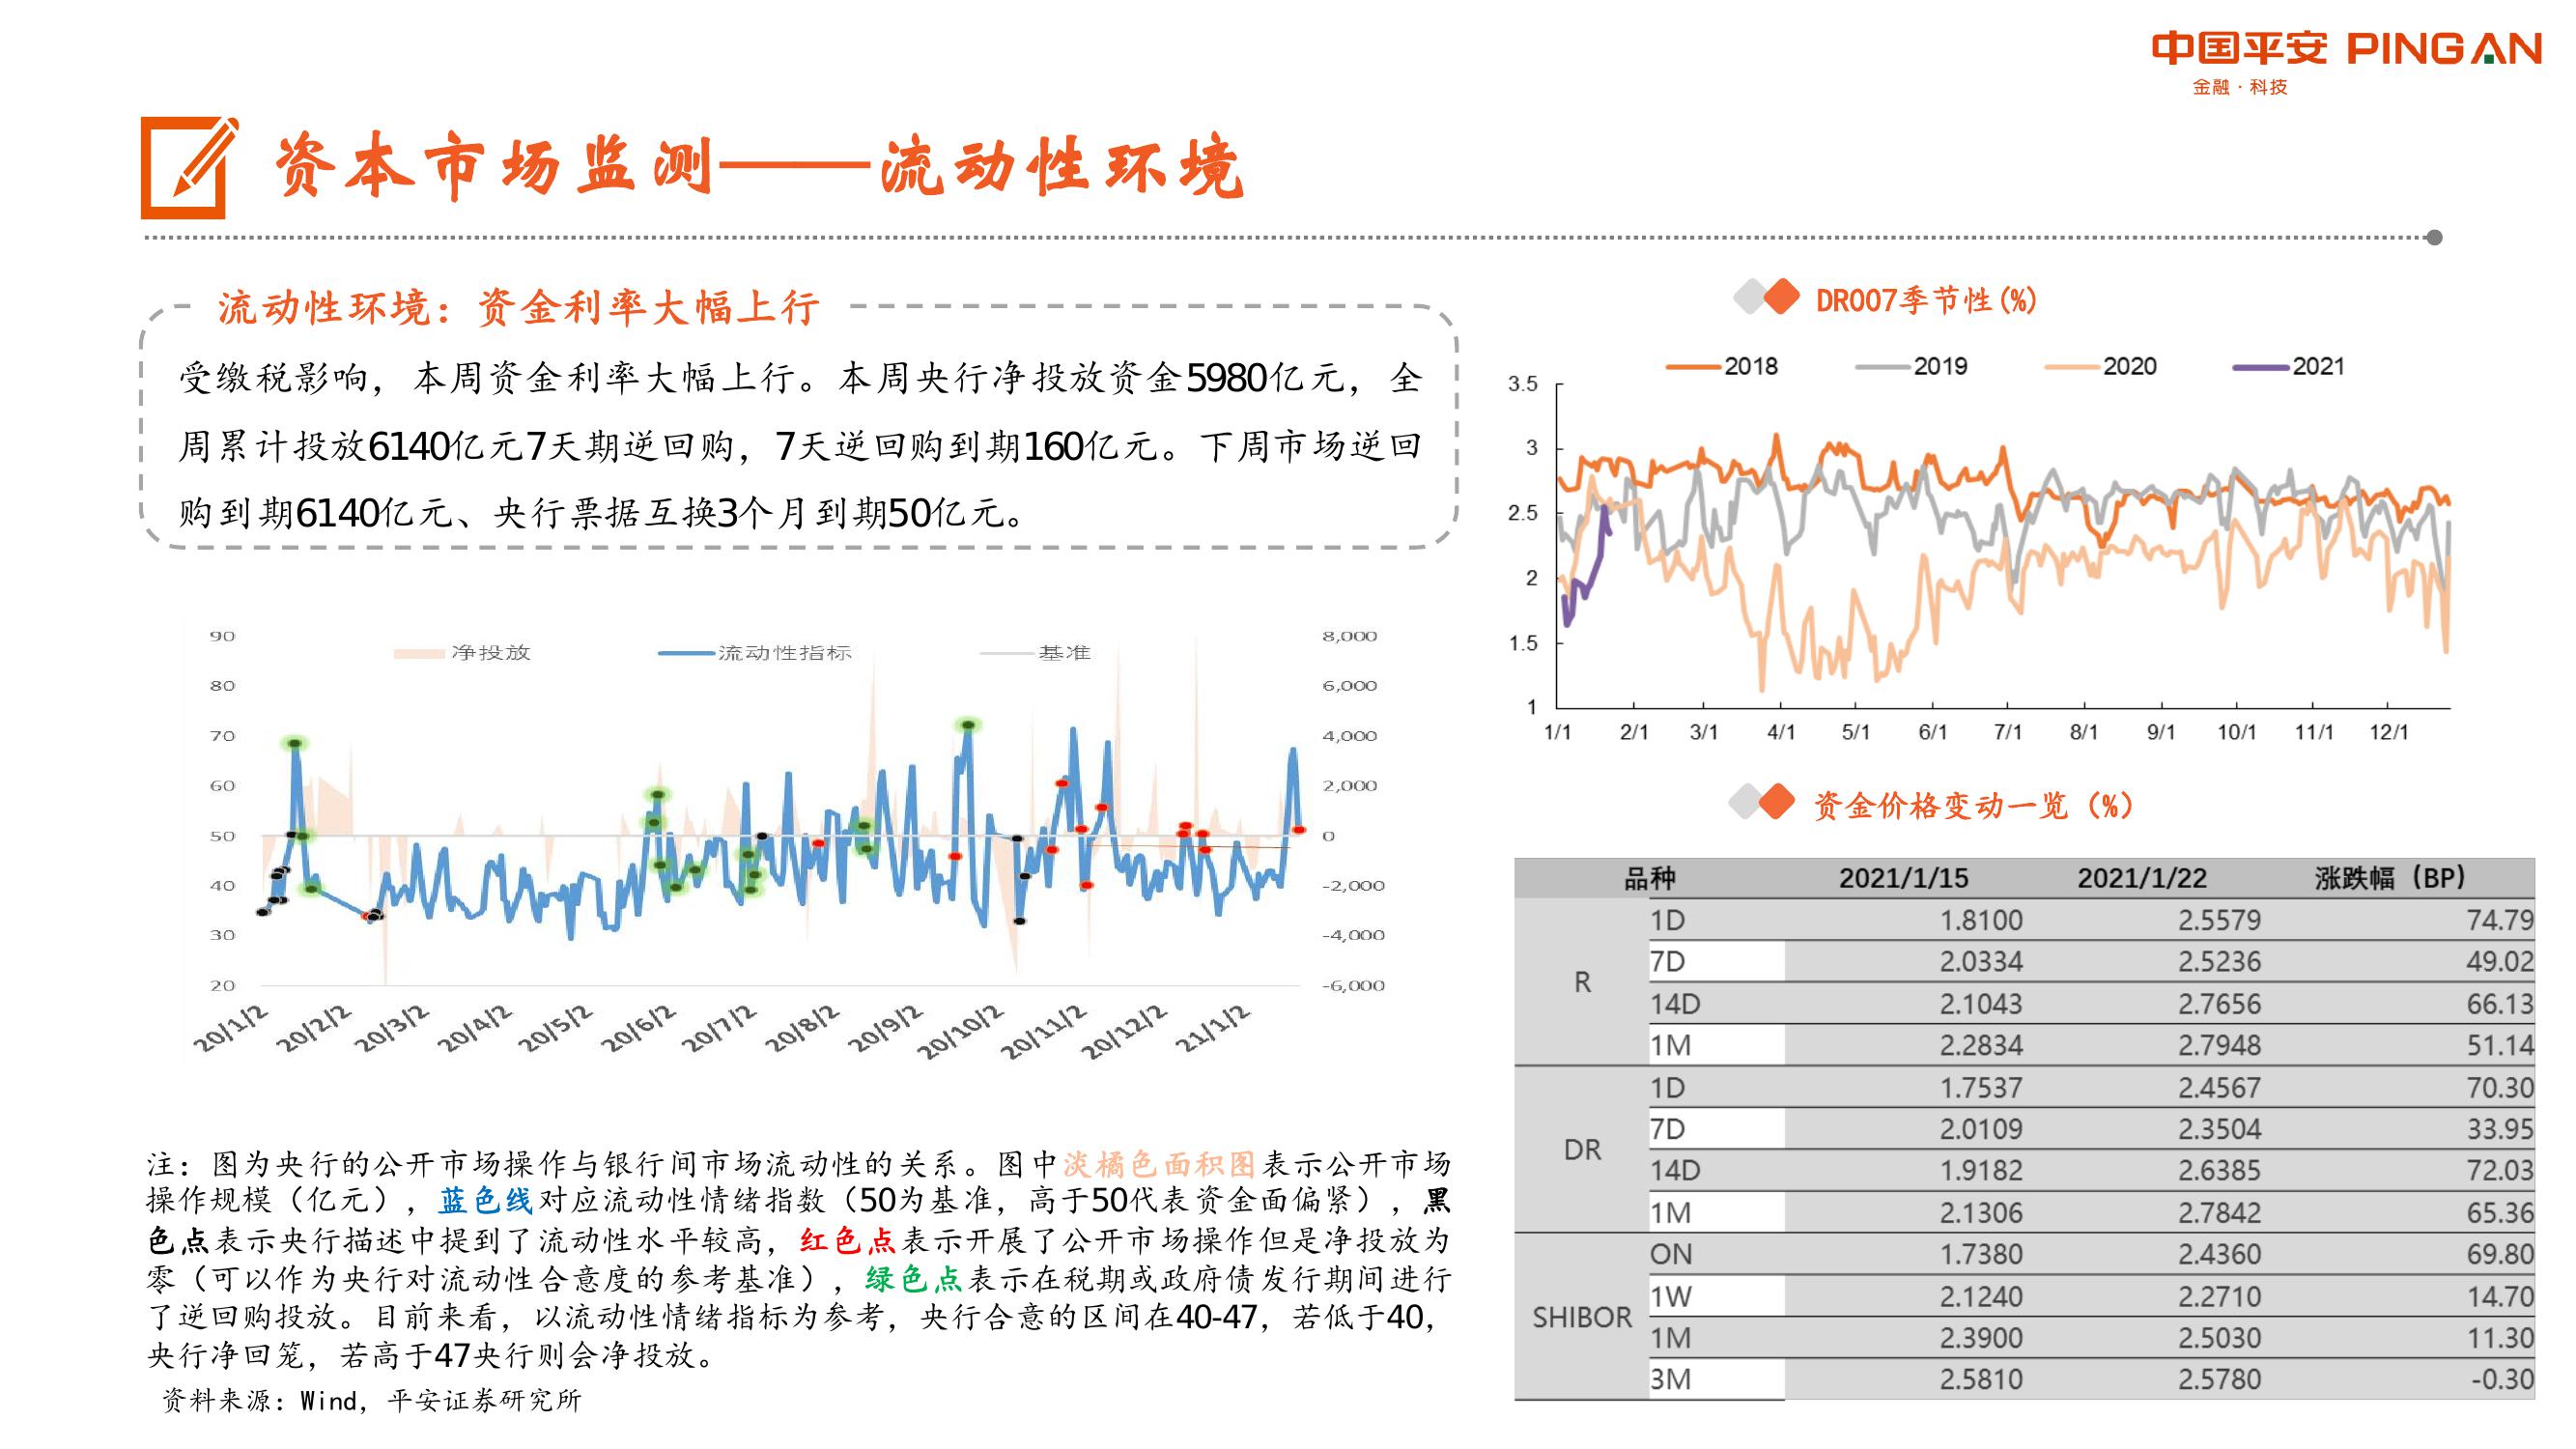 中国平安 PINGAN
金融·科技
资本市场监测——流动性环境
流动性环境：资金利率大幅上行
受缴税影响，本周资金利率大幅上行。本周央行净投放资金5980亿元，全
周累计投放6140亿元7天期逆回购，7天逆回购到期160亿元。下周市场逆回
购到期6140亿元、央行票据互换3个月到期50亿元。
净投放 流动性指标 基准
90 8,000
80 6,000
70 4,000
60 2,000
50 0
40 -2,000
30 -4,000
20 -6,000
20/1/2 20/2/2 20/3/2 20/4/2 20/5/2 20/6/2 20/7/2 20/8/2 20/9/2 20/10/2 20/11/2 20/12/2 21/1/2
注：图为央行的公开市场操作与银行间市场流动性的关系。图中淡橘色面积图表示公开市场
操作规模（亿元），蓝色线对应流动性情绪指数（50为基准，高于50代表资金面偏紧），黑
色点表示央行描述中提到了流动性水平较高，红色点表示开展了公开市场操作但是净投放为
零（可以作为央行对流动性合意度的参考基准），绿色点表示在税期或政府债发行期间进行
了逆回购投放。目前来看，以流动性情绪指标为参考，央行合意的区间在40-47，若低于40，
央行净回笼，若高于47央行则会净投放。
资料来源：Wind，平安证券研究所
DR007季节性(%)
2018 2019 2020 2021
3.5
3
2.5
2
1.5
1
1/1 2/1 3/1 4/1 5/1 6/1 7/1 8/1 9/1 10/1 11/1 12/1
资金价格变动一览（%）
品种 2021/1/15 2021/1/22 涨跌幅（BP）
R
1D 1.8100 2.5579 74.79
7D 2.0334 2.5236 49.02
14D 2.1043 2.7656 66.13
1M 2.2834 2.7948 51.14
DR
1D 1.7537 2.4567 70.30
7D 2.0109 2.3504 33.95
14D 1.9182 2.6385 72.03
1M 2.1306 2.7842 65.36
SHIBOR
ON 1.7380 2.4360 69.80
1W 2.1240 2.2710 14.70
1M 2.3900 2.5030 11.30
3M 2.5810 2.5780 -0.30